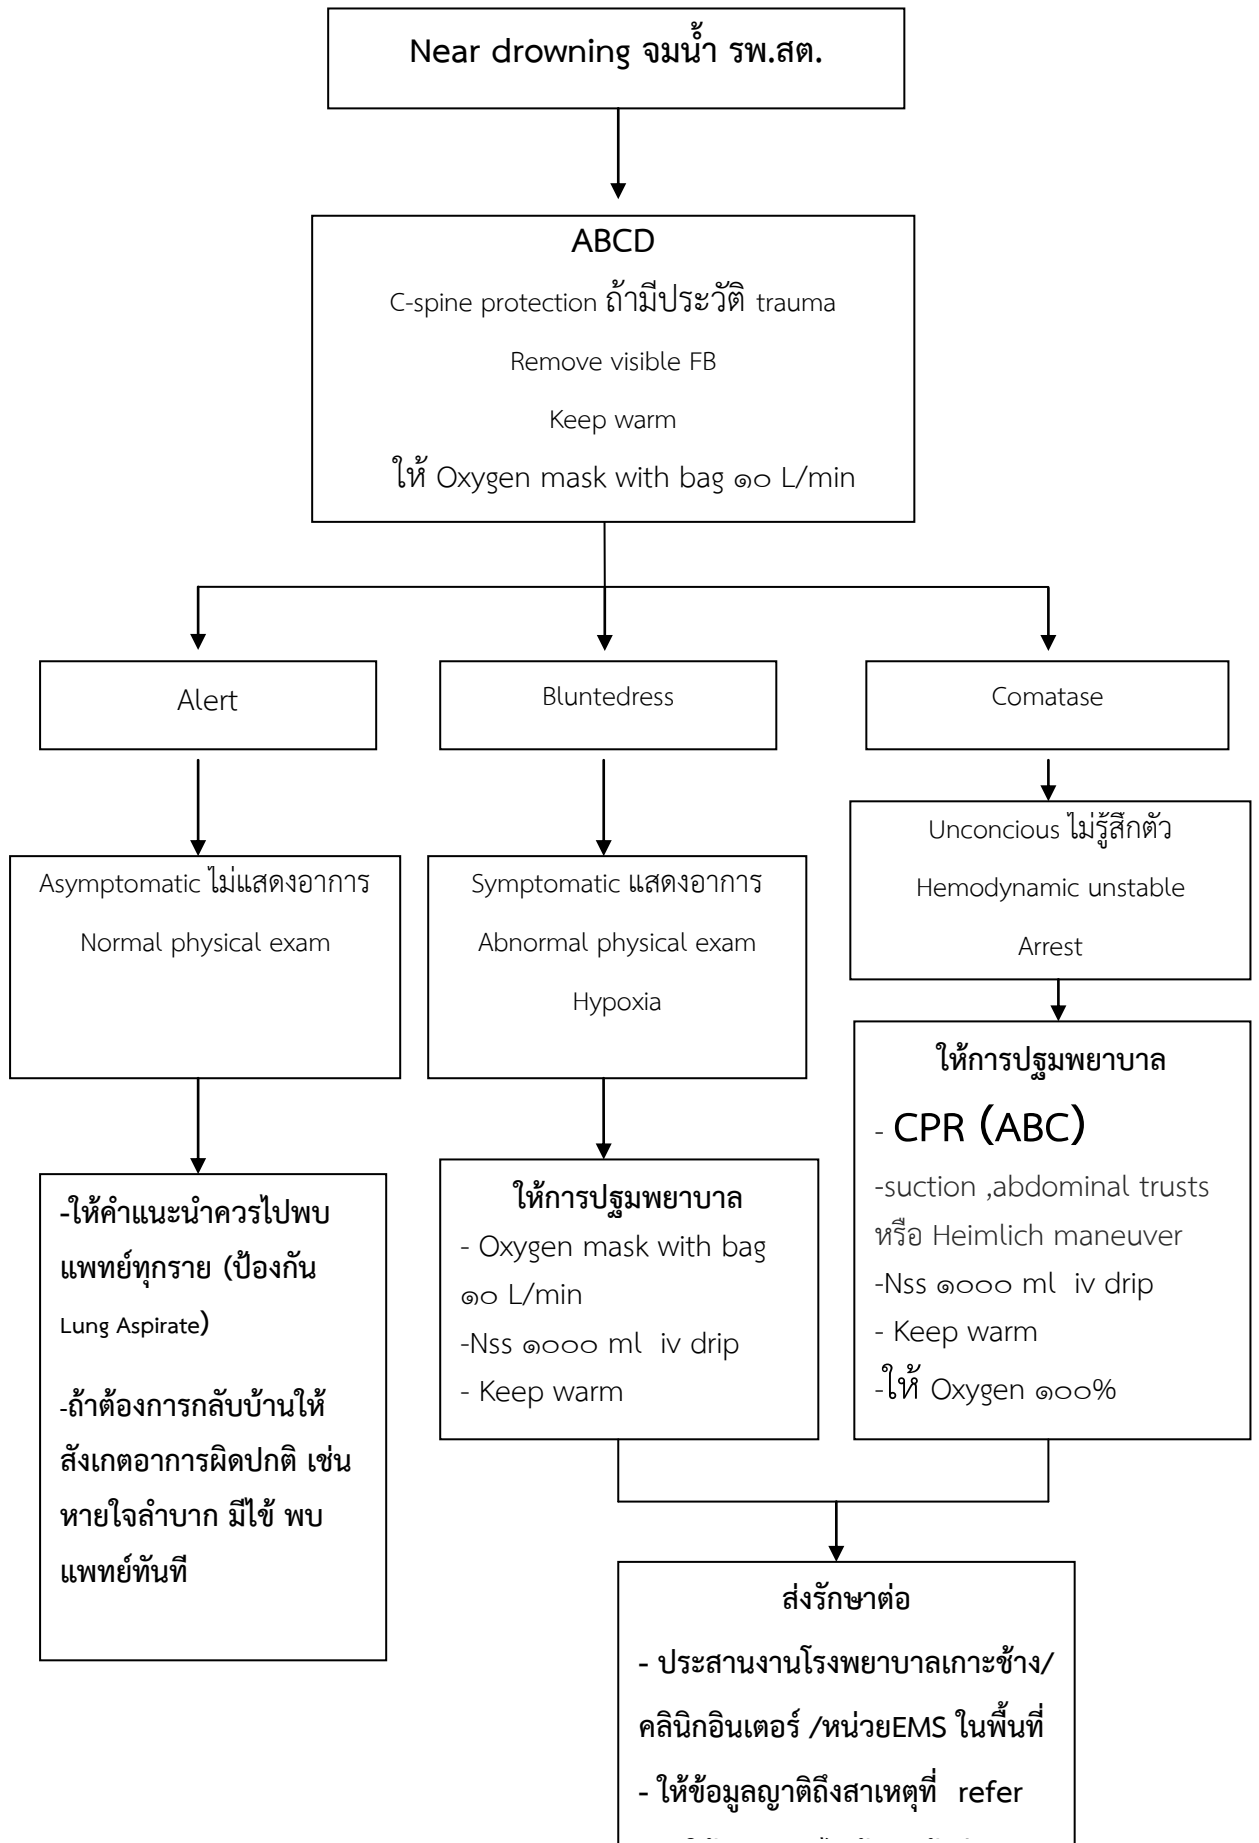 Near drowning จมน้ำ รพ.สต.
ABCD
C-spine protection ถ้ามีประวัติ trauma
Remove visible FB
Keep warm
ให้ Oxygen mask with bag ๑๐ L/min
Alert
Asymptomatic ไม่แสดงอาการ
Normal physical exam
-ให้คำแนะนำควรไปพบ
แพทย์ทุกราย (ป้องกัน
Lung Aspirate)
-ถ้าต้องการกลับบ้านให้
สังเกตอาการผิดปกติ เช่น
หายใจลำบาก มีไข้ พบ
แพทย์ทันที
Bluntedress
Symptomatic แสดงอาการ
Abnormal physical exam
Hypoxia
ให้การปฐมพยาบาล
- Oxygen mask with bag
๑๐ L/min
-Nss ๑๐๐๐ ml iv drip
- Keep warm
Comatase
Unconcious ไม่รู้สึกตัว
Hemodynamic unstable
Arrest
ให้การปฐมพยาบาล
- CPR (ABC)
-suction ,abdominal trusts
หรือ Heimlich maneuver
-Nss ๑๐๐๐ ml iv drip
- Keep warm
-ให้ Oxygen ๑๐๐%
ส่งรักษาต่อ
- ประสานงานโรงพยาบาลเกาะช้าง/
คลินิกอินเตอร์ /หน่วยEMS ในพื้นที่
- ให้ข้อมูลญาติถึงสาเหตุที่ refer